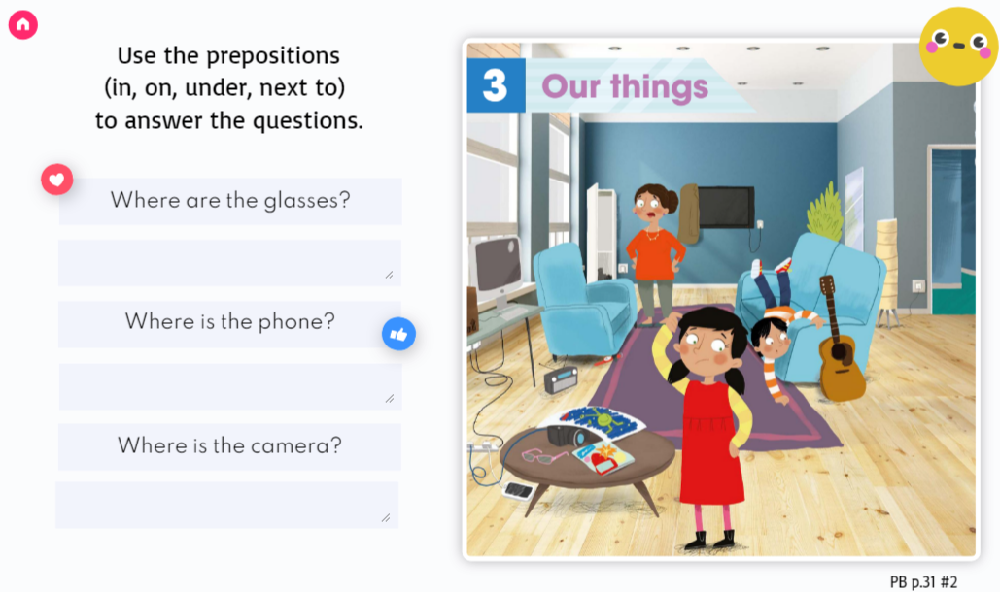 Use the prepositions
(in, on, under, next to)
to answer the questions.
Where are the glasses?
Where is the phone?
Where is the camera?
3 Our things
PB p.31 #2